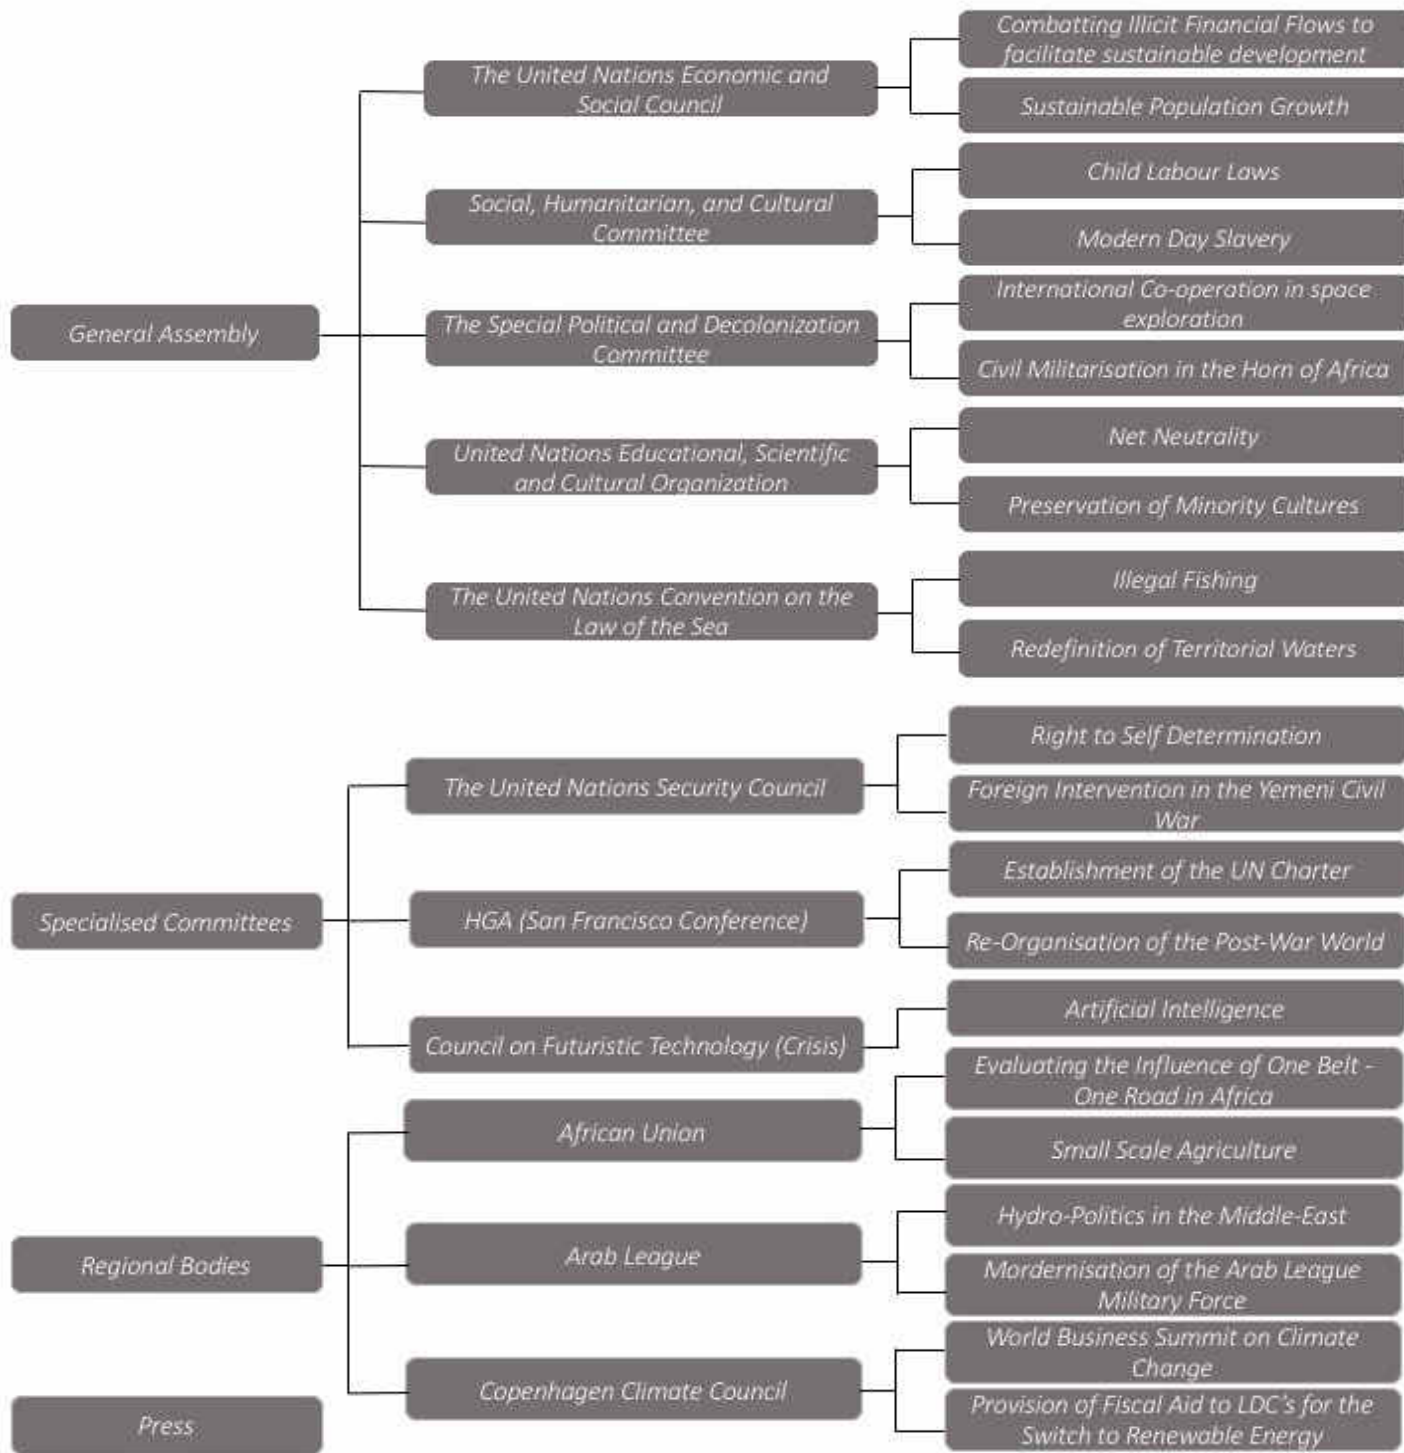 General Assembly
The United Nations Economic and
Social Council
Combatting Illicit Financial Flows to
facilitate sustainable development
Sustainable Population Growth
Social, Humanitarian, and Cultural
Committee
Child Labour Laws
Modern Day Slavery
The Special Political and Decolonization
Committee
International Co-operation in space
exploration
Civil Militarisation in the Horn of Africa
United Nations Educational, Scientific
and Cultural Organization
Net Neutrality
Preservation of Minority Cultures
The United Nations Convention on the
Law of the Sea
Illegal Fishing
Redefinition of Territorial Waters
Specialised Committees
The United Nations Security Council
Right to Self Determination
Foreign Intervention in the Yemeni Civil
War
HGA (San Francisco Conference)
Establishment of the UN Charter
Re-Organisation of the Post-War World
Council on Futuristic Technology (Crisis)
Artificial Intelligence
Regional Bodies
African Union
Evaluating the Influence of One Belt -
One Road in Africa
Small Scale Agriculture
Arab League
Hydro-Politics in the Middle-East
Mordernisation of the Arab League
Military Force
Copenhagen Climate Council
World Business Summit on Climate
Change
Provision of Fiscal Aid to LDC's for the
Switch to Renewable Energy
Press